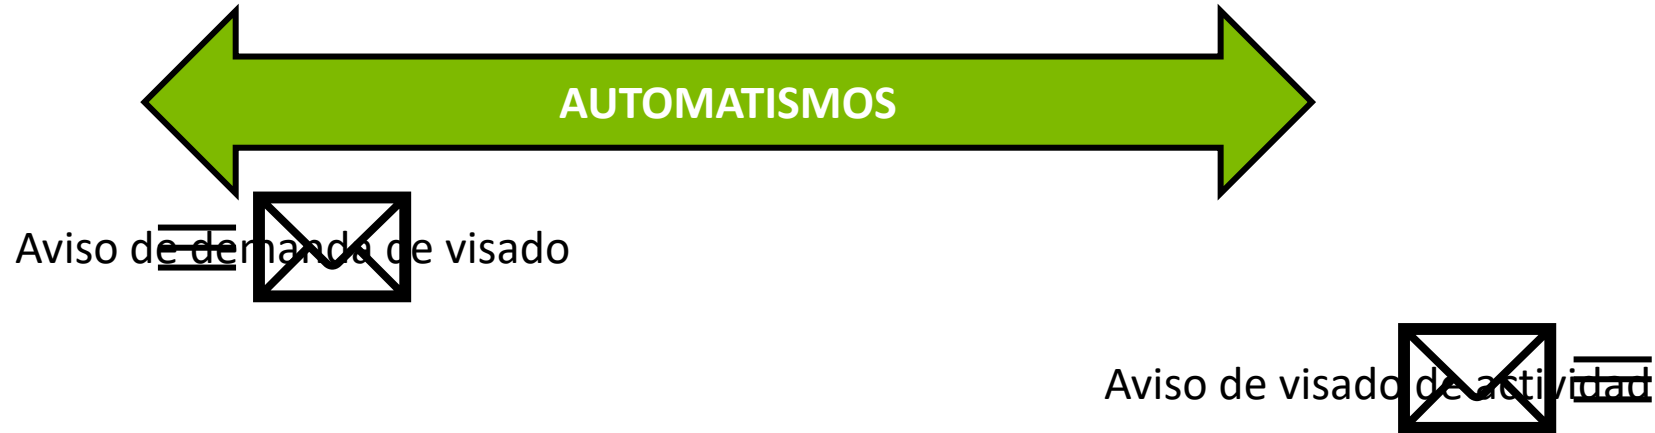 AUTOMATISMOS
Aviso de demanda de visado
Aviso de visado de actividad